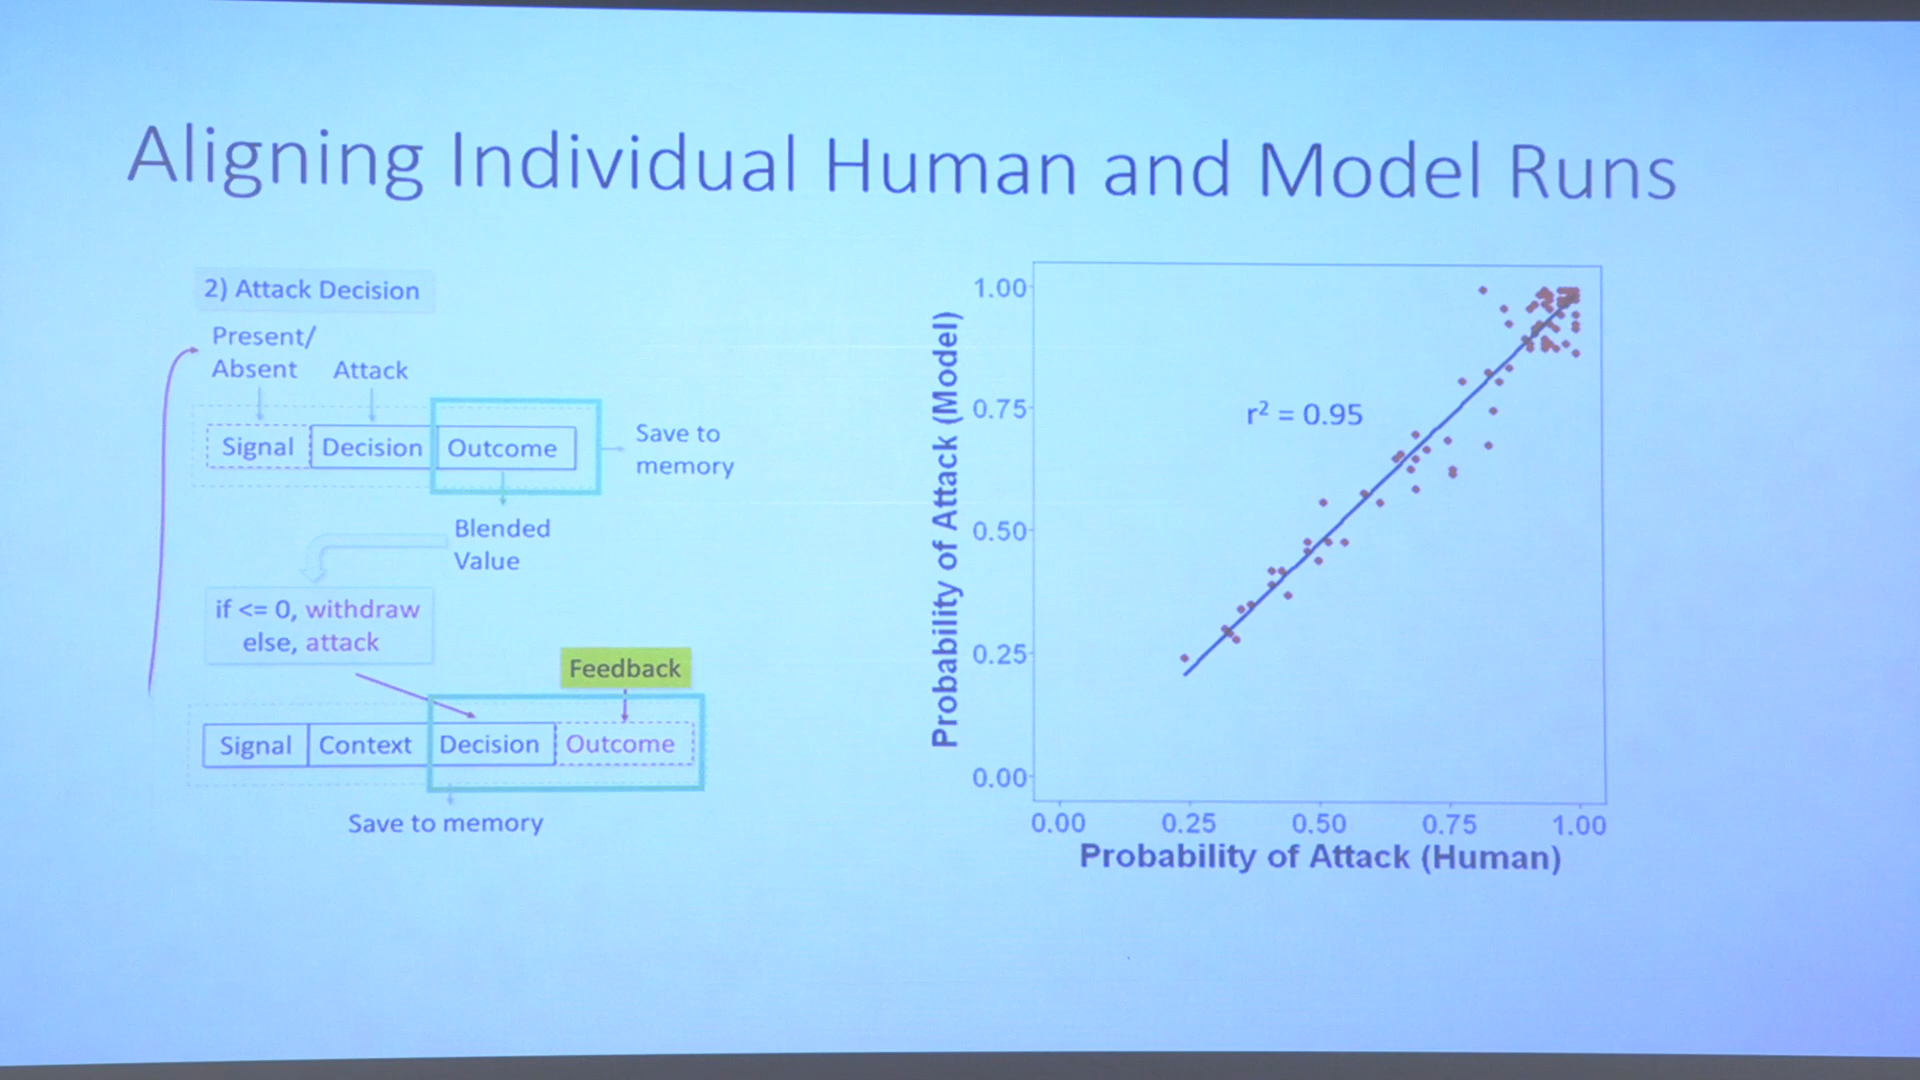 Aligning Individual Human and Model Runs
2) Attack Decision
Present/
Absent
Attack
Signal
Decision
Outcome
Save to
memory
Blended
Value
if <= 0, withdraw
else, attack
Feedback
Signal
Context
Decision
Outcome
Save to memory
Probability of Attack (Model)
1.00
0.75
0.50
0.25
0.00
r² = 0.95
0.00
0.25
0.50
0.75
1.00
Probability of Attack (Human)